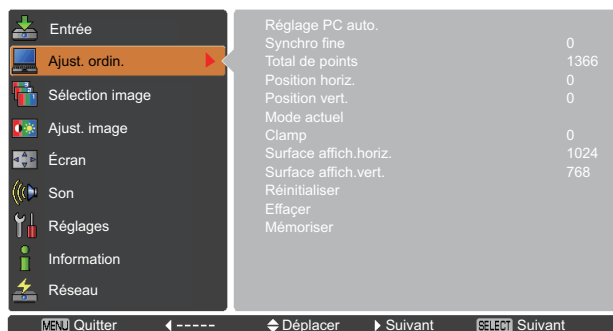 Entrée
Ajust. ordin.
Sélection image
Ajust. image
Écran
Son
Réglages
Information
Réseau
Réglage PC auto.
Synchro fine 0
Total de points 1366
Position horiz. 0
Position vert. 0
Mode actuel
Clamp 0
Surface affich.horiz. 1024
Surface affich.vert. 768
Réinitialiser
Effaçer
Mémoriser
MENU Quitter ----- Déplacer Suivant SELECT Suivant